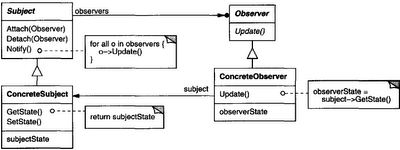 Subject
observers
Observer
Attach(Observer)
Detach(Observer)
Notify()
Update()
for all o in observers {
o->Update()
}
ConcreteSubject
GetState()
SetState()
subjectState
return subjectState
subject
ConcreteObserver
Update()
observerState
observerState =
subject->GetState()